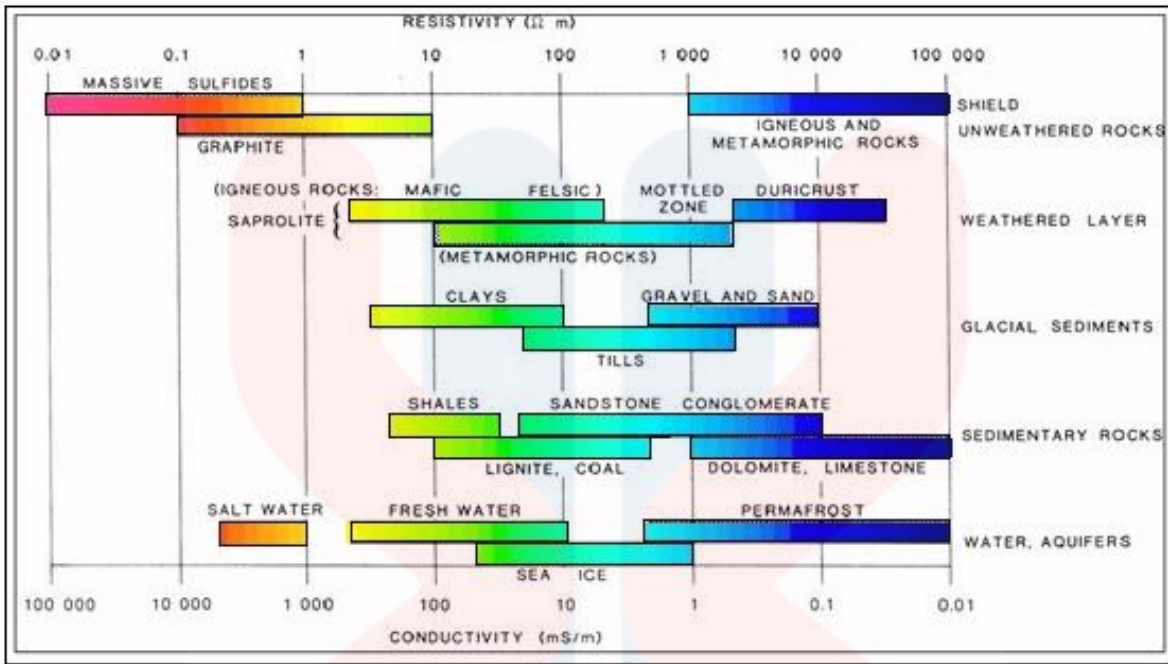 RESISTIVITY (Ω m)
0.01 0.1 1 10 100 1 000 10 000 100 000
MASSIVE SULFIDES
SHIELD
GRAPHITE
IGNEOUS AND
METAMORPHIC ROCKS
UNWEATHERED ROCKS
(IGNEOUS ROCKS: MAFIC FELSIC) MOTTLED
ZONE DURICRUST
SAPROLITE {
WEATHERED LAYER
(METAMORPHIC ROCKS)
CLAYS GRAVEL AND SAND
GLACIAL SEDIMENTS
TILLS
SHALES SANDSTONE CONGLOMERATE
SEDIMENTARY ROCKS
LIGNITE, COAL DOLOMITE, LIMESTONE
SALT WATER FRESH WATER PERMAFROST
WATER, AQUIFERS
SEA ICE
100 000 10 000 1 000 100 10 1 0.1 0.01
CONDUCTIVITY (mS/m)